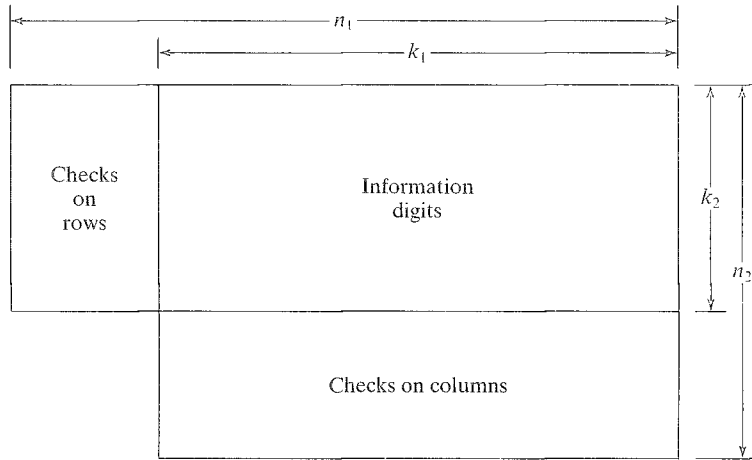 n₁
k₁
Checks
on
rows
Information
digits
k₂
n₂
Checks on columns